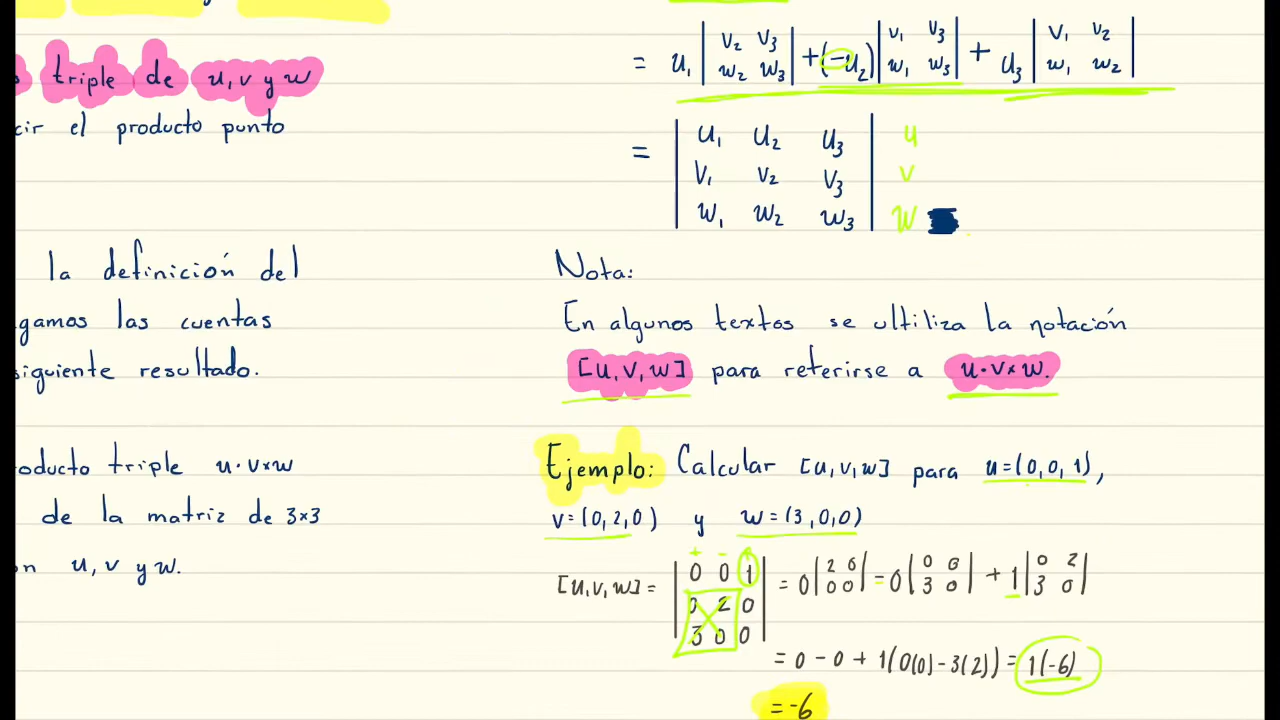 triple de u, v y w
cir el producto punto
la definición del
gamos las cuentas
siguiente resultado.
oducto triple u · v×w
de la matriz de 3×3
n u, v y w.
= u₁ | v₂ v₃ | + (-u₂) | v₁ v₃ | + u₃ | v₁ v₂ |
| w₂ w₃ | | w₁ w₃ | | w₁ w₂ |
| u₁ u₂ u₃ | u
= | v₁ v₂ v₃ | v
| w₁ w₂ w₃ | w
Nota:
En algunos textos se ultiliza la notación
[u, v, w] para referirse a u · v × w.
Ejemplo: Calcular [u, v, w] para u = (0, 0, 1),
v = (0, 2, 0) y w = (3, 0, 0)
+ - +
[u, v, w] = | 0 0 1 | = 0 | 2 0 | - 0 | 0 0 | + 1 | 0 2 |
| 0 2 0 | | 0 0 | | 3 0 | | 3 0 |
| 3 0 0 |
= 0 - 0 + 1(0(0) - 3(2)) = 1(-6)
= -6